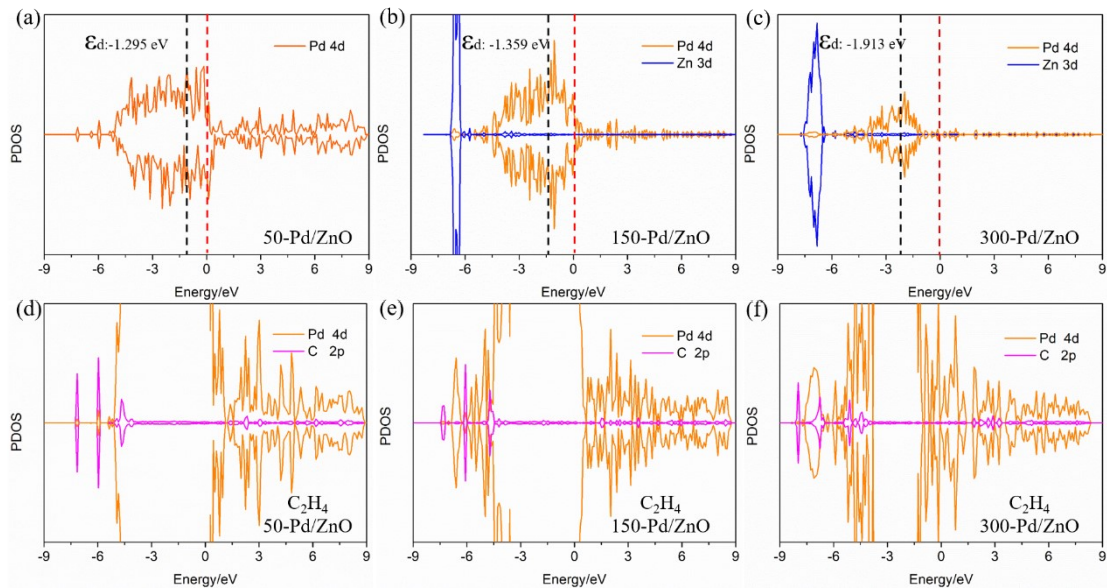 (a)
εd:-1.295 eV
Pd 4d
PDOS
50-Pd/ZnO
-9 -6 -3 0 3 6 9
Energy/eV
(b)
εd: -1.359 eV
Pd 4d
Zn 3d
PDOS
150-Pd/ZnO
-9 -6 -3 0 3 6 9
Energy/eV
(c)
εd: -1.913 eV
Pd 4d
Zn 3d
PDOS
300-Pd/ZnO
-9 -6 -3 0 3 6 9
Energy/eV
(d)
Pd 4d
C 2p
PDOS
C2H4
50-Pd/ZnO
-9 -6 -3 0 3 6 9
Energy/eV
(e)
Pd 4d
C 2p
PDOS
C2H4
150-Pd/ZnO
-9 -6 -3 0 3 6 9
Energy/eV
(f)
Pd 4d
C 2p
PDOS
C2H4
300-Pd/ZnO
-9 -6 -3 0 3 6 9
Energy/eV